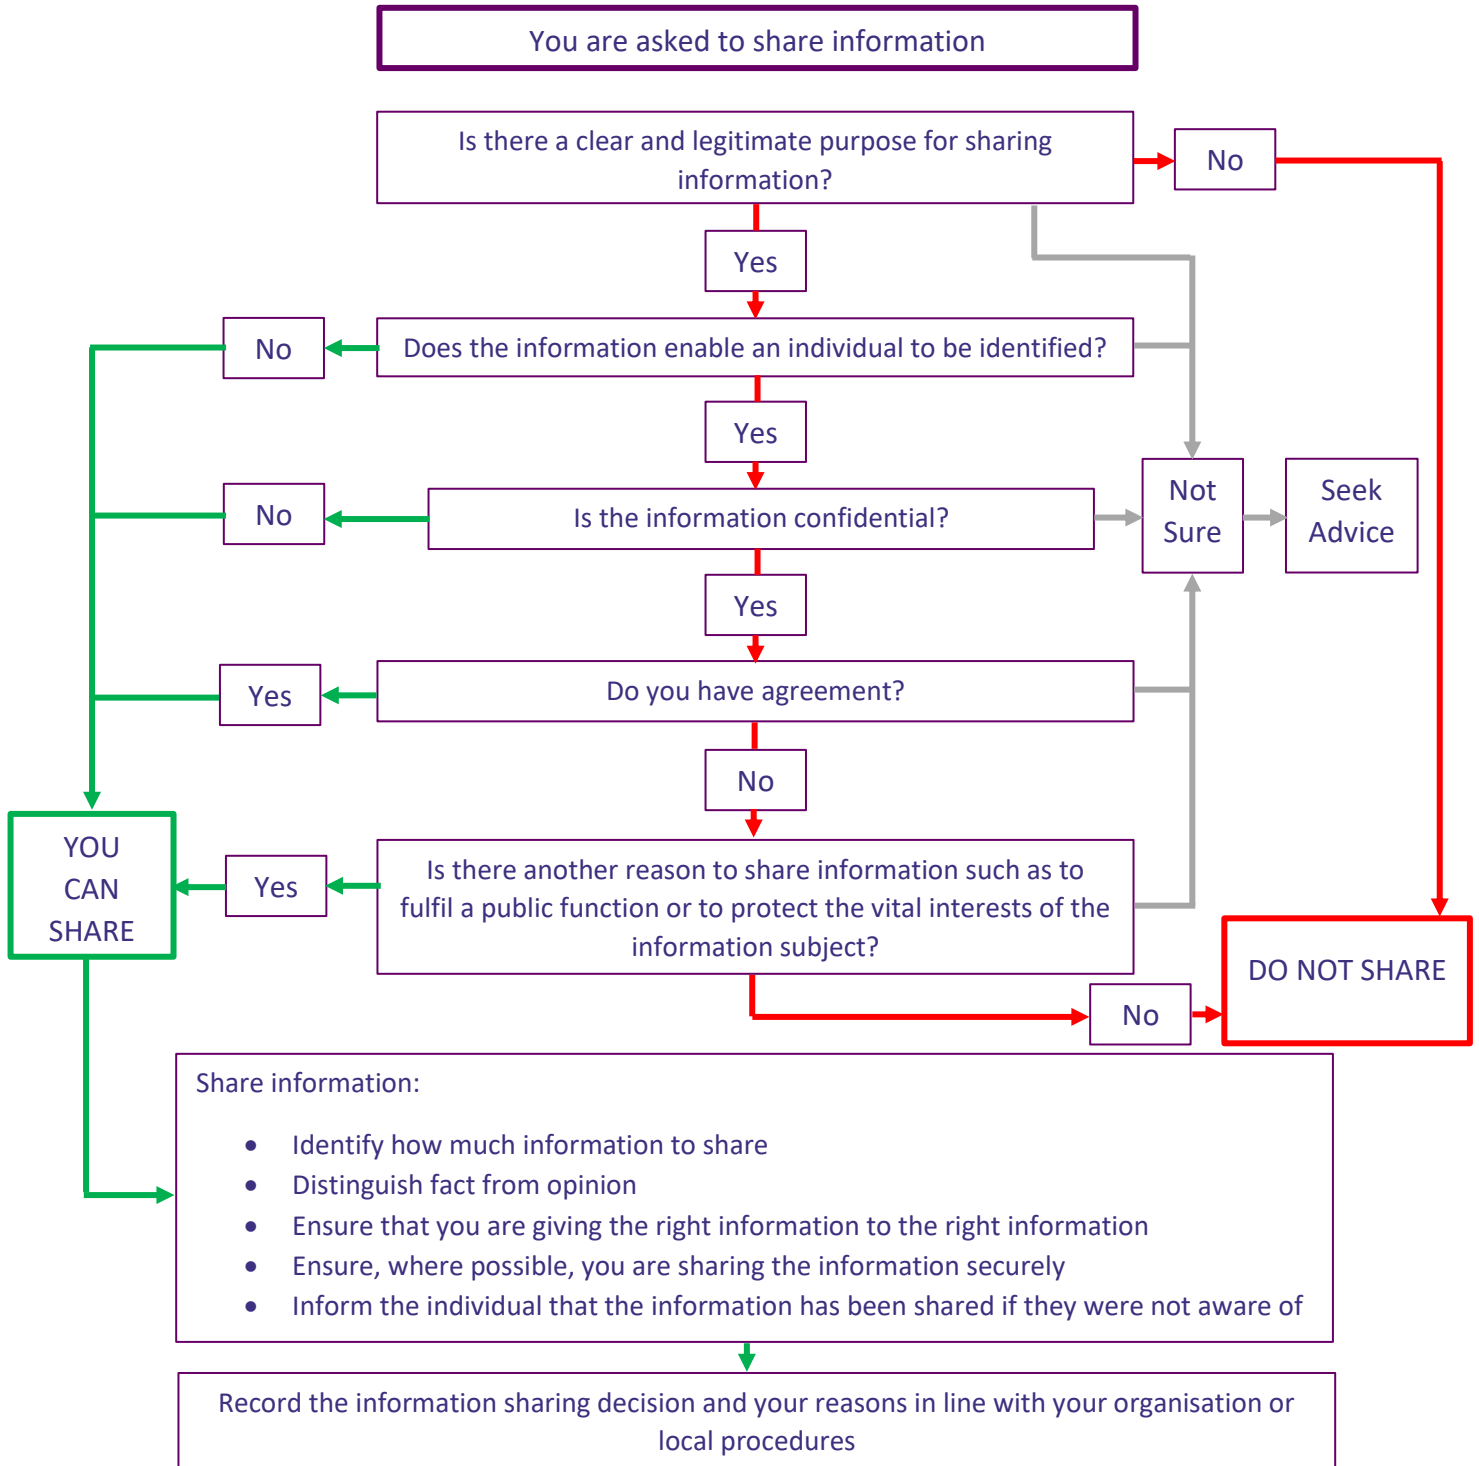 You are asked to share information
Is there a clear and legitimate purpose for sharing
information?
No
Yes
No
Does the information enable an individual to be identified?
Yes
No
Is the information confidential?
Not
Sure
Seek
Advice
Yes
Yes
Do you have agreement?
No
YOU
CAN
SHARE
Yes
Is there another reason to share information such as to
fulfil a public function or to protect the vital interests of the
information subject?
DO NOT SHARE
No
Share information:
• Identify how much information to share
• Distinguish fact from opinion
• Ensure that you are giving the right information to the right information
• Ensure, where possible, you are sharing the information securely
• Inform the individual that the information has been shared if they were not aware of
Record the information sharing decision and your reasons in line with your organisation or
local procedures